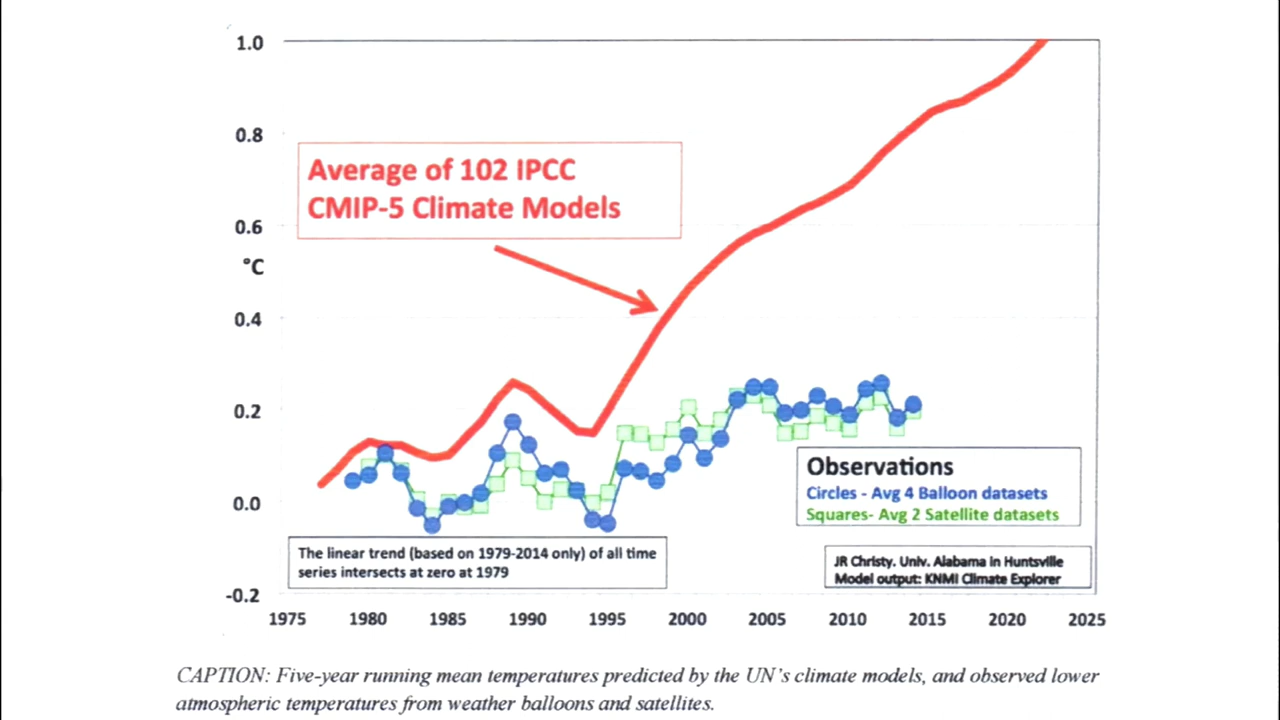 1.0
0.8
Average of 102 IPCC
CMIP-5 Climate Models
0.6
°C
0.4
0.2
Observations
Circles - Avg 4 Balloon datasets
Squares- Avg 2 Satellite datasets
0.0
The linear trend (based on 1979-2014 only) of all time
series intersects at zero at 1979
JR Christy. Univ. Alabama in Huntsville
Model output: KNMI Climate Explorer
-0.2
1975 1980 1985 1990 1995 2000 2005 2010 2015 2020 2025
CAPTION: Five-year running mean temperatures predicted by the UN's climate models, and observed lower
atmospheric temperatures from weather balloons and satellites.